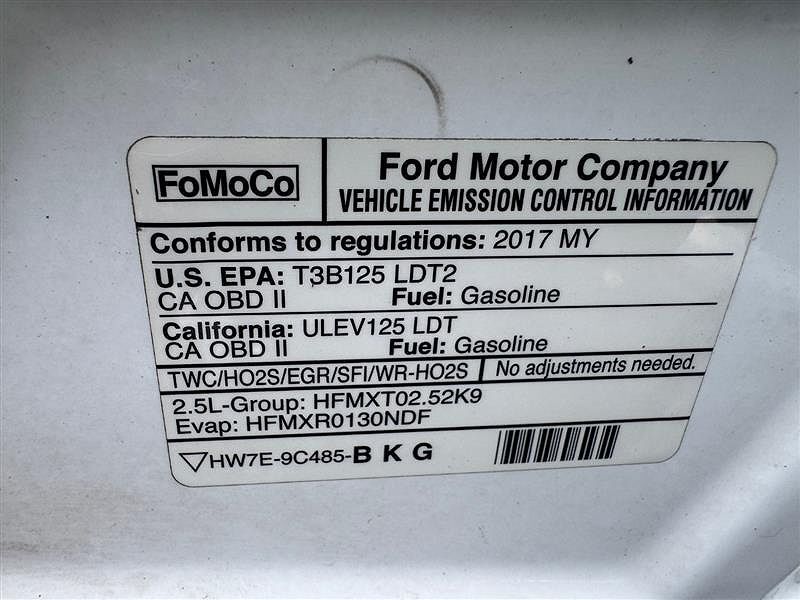 FoMoCo
Ford Motor Company
VEHICLE EMISSION CONTROL INFORMATION
Conforms to regulations: 2017 MY
U.S. EPA: T3B125 LDT2
CA OBD II Fuel: Gasoline
California: ULEV125 LDT
CA OBD II Fuel: Gasoline
TWC/HO2S/EGR/SFI/WR-HO2S No adjustments needed.
2.5L-Group: HFMXT02.52K9
Evap: HFMXR0130NDF
HW7E-9C485-B K G